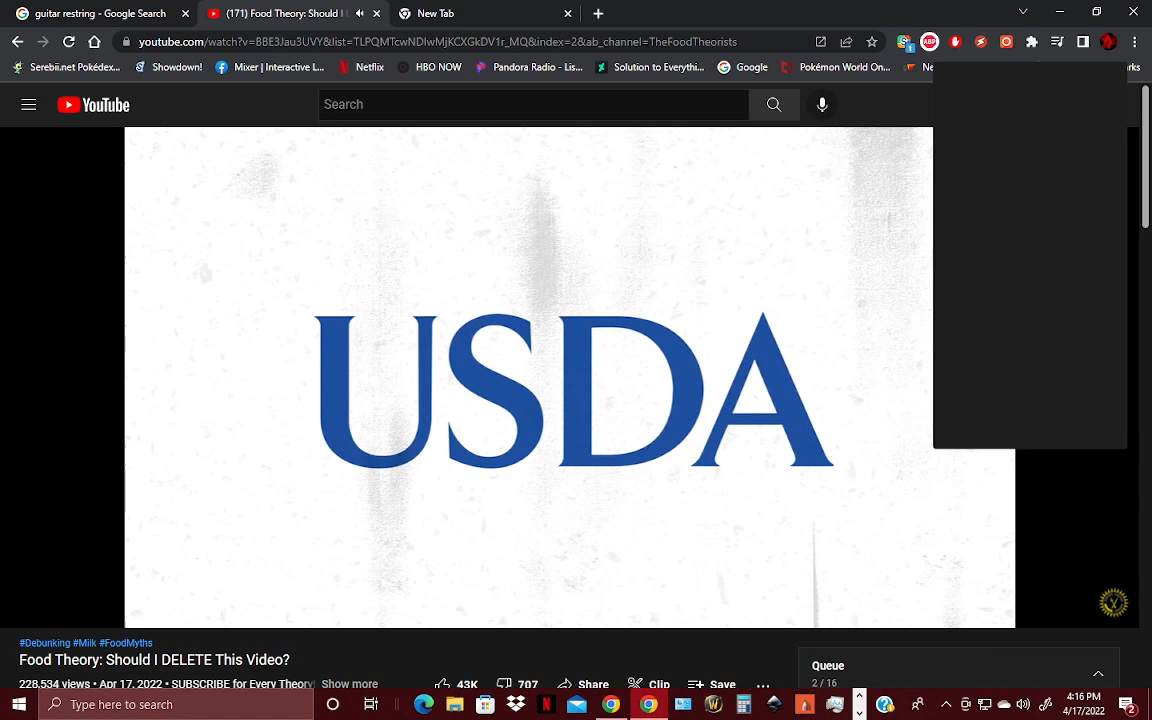 guitar restring - Google Search
(171) Food Theory: Should I
New Tab
youtube.com/watch?v=BBE3Jau3UVY&list=TLPQMTcwNDIwMjKCXGkDV1r_MQ&index=2&ab_channel=TheFoodTheorists
Serebii.net Pokédex...
Showdown!
Mixer | Interactive L...
Netflix
HBO NOW
Pandora Radio - Lis...
Solution to Everythi...
Google
Pokémon World On...
YouTube
Search
USDA
#Debunking #Milk #FoodMyths
Food Theory: Should I DELETE This Video?
228,534 views • Apr 17, 2022 • SUBSCRIBE for Every Theory! Show more
43K
707
Share
Clip
Save
Queue
2 / 16
Type here to search
4:16 PM
4/17/2022
2